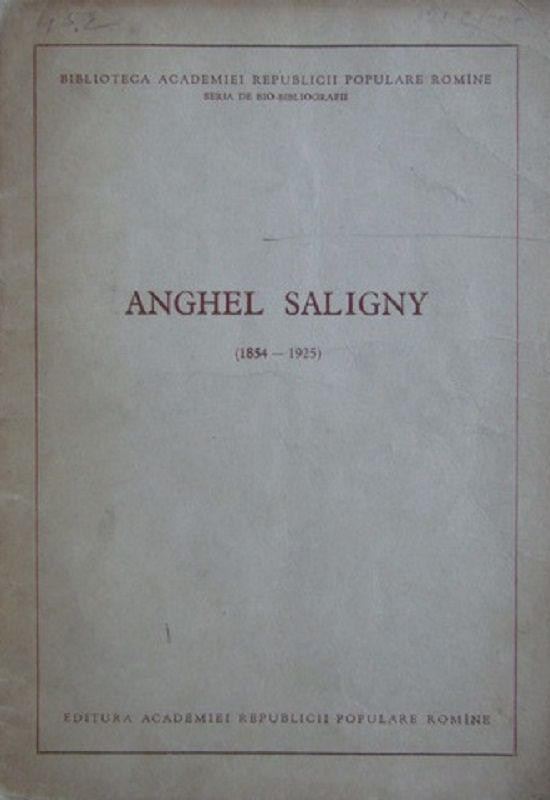 BIBLIOTECA ACADEMIEI REPUBLICII POPULARE ROMÎNE
SERIA DE BIO-BIBLIOGRAFII
ANGHEL SALIGNY
(1854 — 1925)
EDITURA ACADEMIEI REPUBLICII POPULARE ROMÎNE